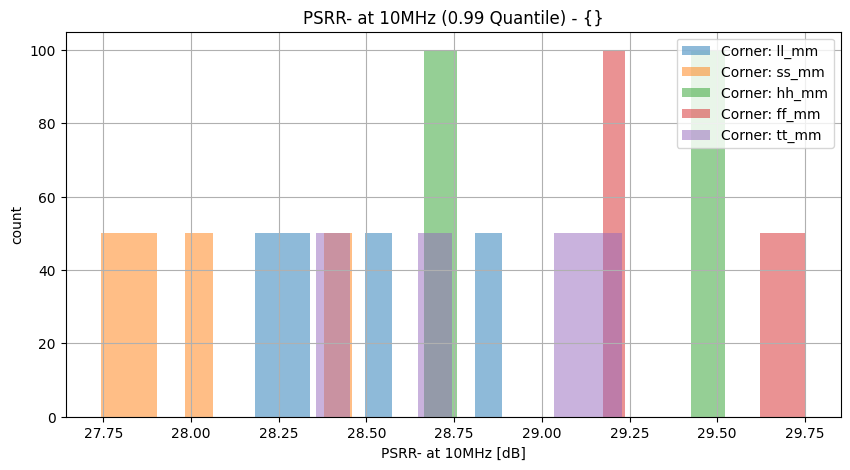 PSRR- at 10MHz (0.99 Quantile) - {}
Corner: ll_mm
Corner: ss_mm
Corner: hh_mm
Corner: ff_mm
Corner: tt_mm
count
100
80
60
40
20
0
27.75 28.00 28.25 28.50 28.75 29.00 29.25 29.50 29.75
PSRR- at 10MHz [dB]